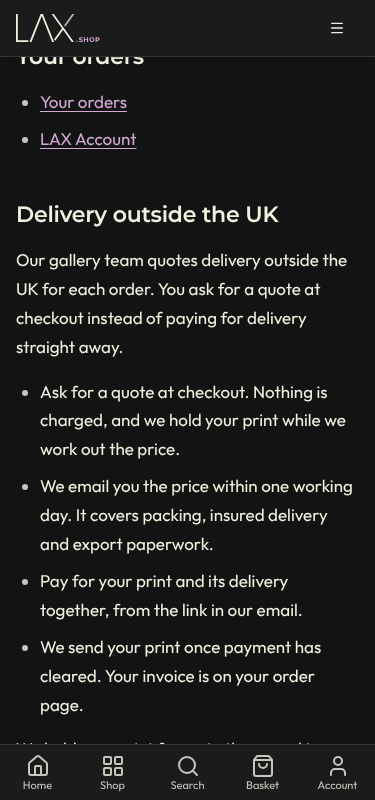 LAX.SHOP
Your orders
Your orders
LAX Account
Delivery outside the UK
Our gallery team quotes delivery outside the
UK for each order. You ask for a quote at
checkout instead of paying for delivery
straight away.
Ask for a quote at checkout. Nothing is
charged, and we hold your print while we
work out the price.
We email you the price within one working
day. It covers packing, insured delivery
and export paperwork.
Pay for your print and its delivery
together, from the link in our email.
We send your print once payment has
cleared. Your invoice is on your order
page.
Home
Shop
Search
Basket
Account